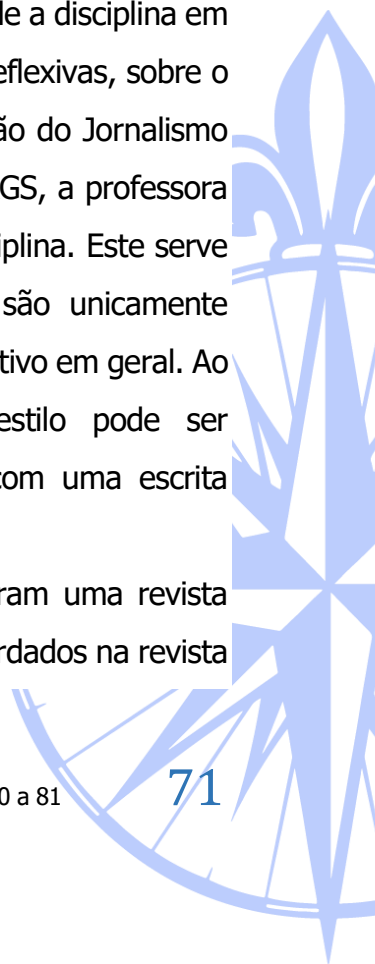 le a disciplina em
eflexivas, sobre o
ão do Jornalismo
GS, a professora
iplina. Este serve
são unicamente
tivo em geral. Ao
estilo pode ser
com uma escrita
ram uma revista
rdados na revista
0 a 81
71